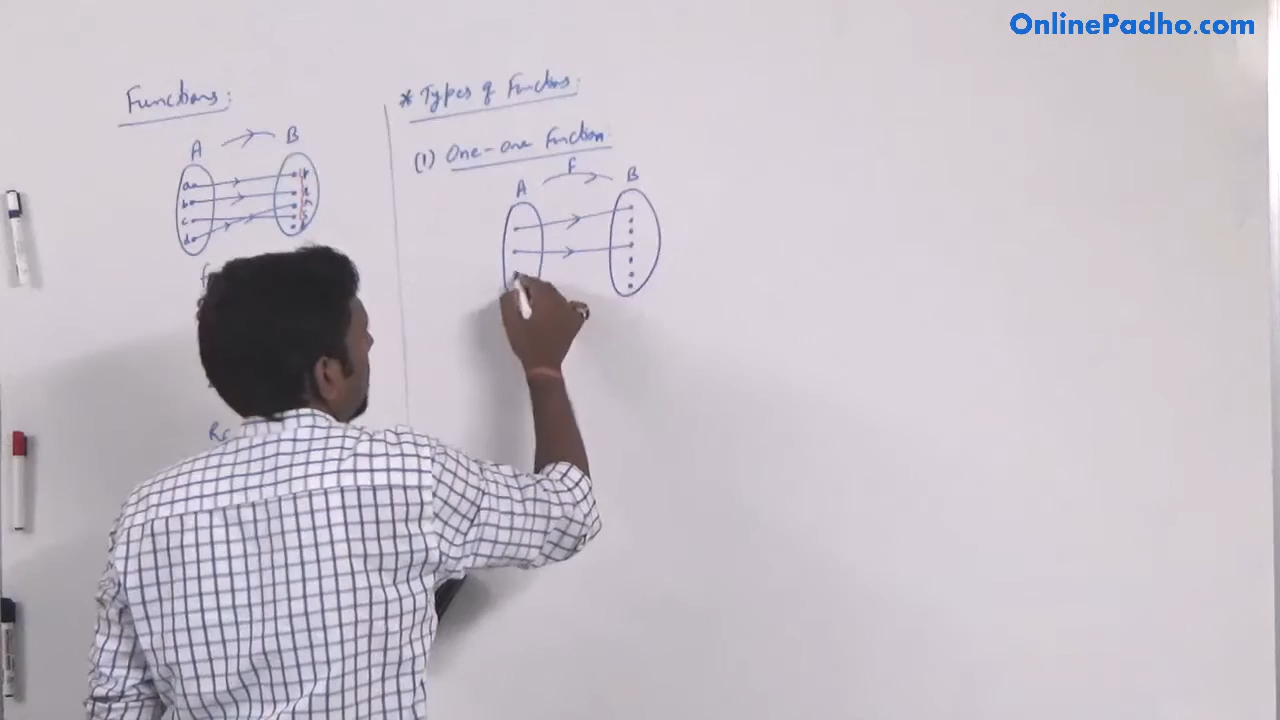 OnlinePadho.com
Functions:
A B
a
b
c
d
* Types of Functions:
(1) One-one Function
f
A B